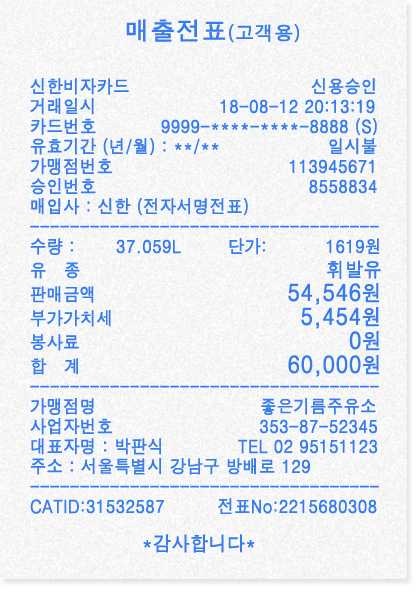 매출전표(고객용)
신한비자카드 신용승인
거래일시 18-08-12 20:13:19
카드번호 9999-****-****-8888 (S)
유효기간 (년/월) : **/** 일시불
가맹점번호 113945671
승인번호 8558834
매입사 : 신한 (전자서명전표)
수량 : 37.059L 단가: 1619원
유 종 휘발유
판매금액 54,546원
부가가치세 5,454원
봉사료 0원
합 계 60,000원
가맹점명 좋은기름주유소
사업자번호 353-87-52345
대표자명 : 박판식 TEL 02 95151123
주소 : 서울특별시 강남구 방배로 129
CATID:31532587 전표No:2215680308
*감사합니다*